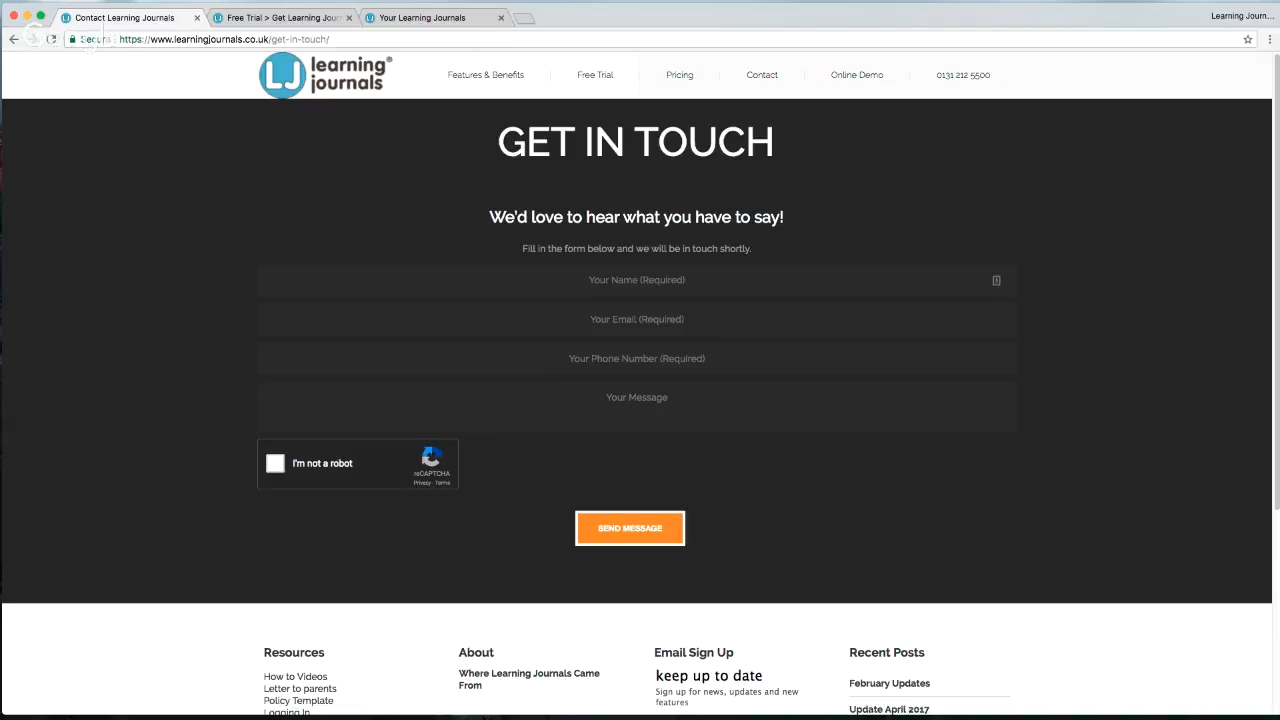 Contact Learning Journals
Free Trial > Get Learning Jour
Your Learning Journals
Learning Journ...
Secure
https://www.learningjournals.co.uk/get-in-touch/
LJ learning journals®
Features & Benefits
Free Trial
Pricing
Contact
Online Demo
0131 212 5500
GET IN TOUCH
We'd love to hear what you have to say!
Fill in the form below and we will be in touch shortly.
Your Name (Required)
Your Email (Required)
Your Phone Number (Required)
Your Message
I'm not a robot
reCAPTCHA
Privacy - Terms
SEND MESSAGE
Resources
How to Videos
Letter to parents
Policy Template
Logging In
About
Where Learning Journals Came
From
Email Sign Up
keep up to date
Sign up for news, updates and new
features
Recent Posts
February Updates
Update April 2017